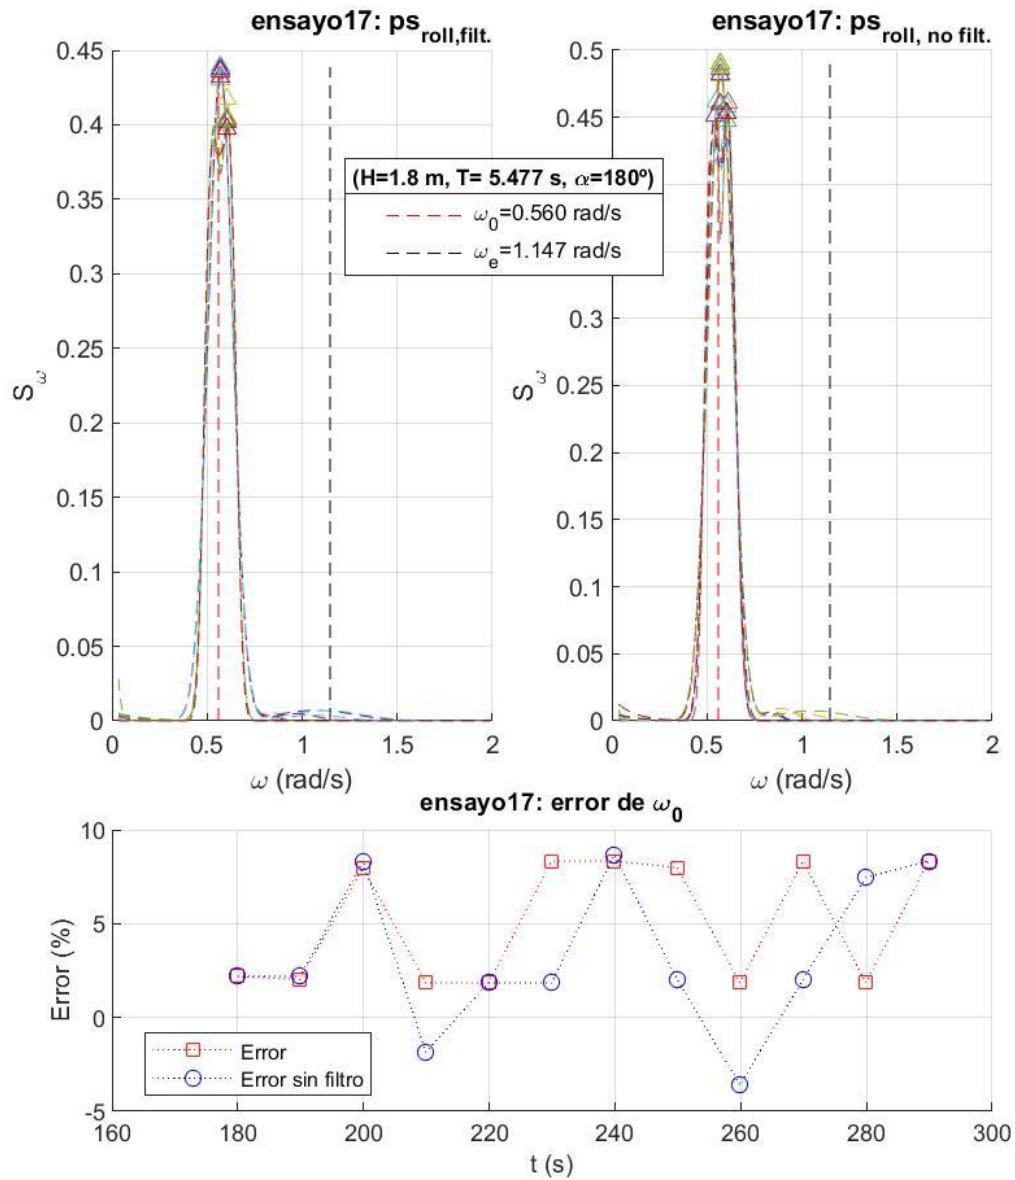 ensayo17: ps_roll,filt.
0.45
0.4
0.35
0.3
0.25
0.2
0.15
0.1
0.05
0
S_ω
0 0.5 1 1.5 2
ω (rad/s)
ensayo17: ps_roll, no filt.
0.5
0.45
0.3
0.25
0.2
0.15
0.1
0.05
0
S_ω
0 0.5 1 1.5 2
ω (rad/s)
(H=1.8 m, T= 5.477 s, α=180º)
ω_0=0.560 rad/s
ω_e=1.147 rad/s
ensayo17: error de ω_0
10
5
0
-5
Error (%)
Error
Error sin filtro
160 180 200 220 240 260 280 300
t (s)